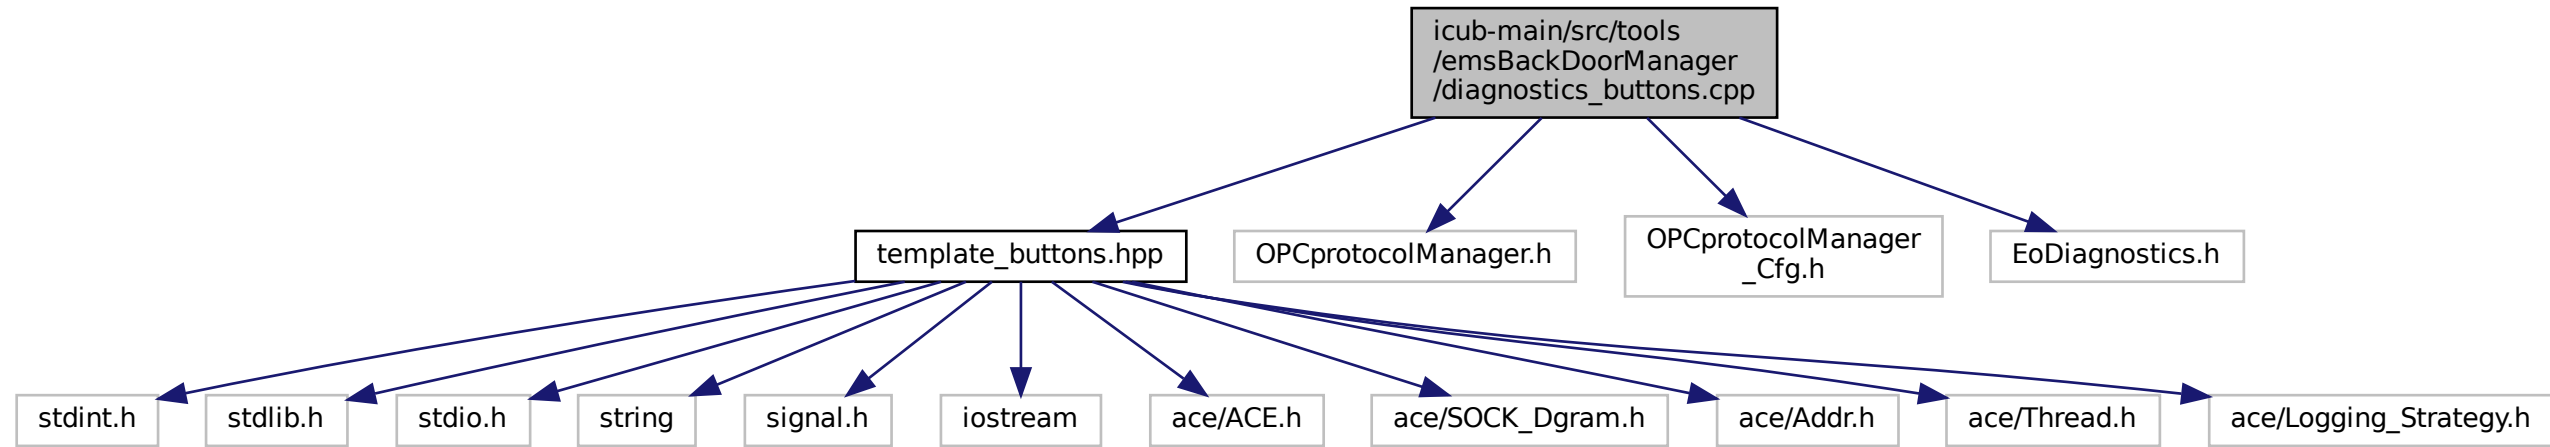 icub-main/src/tools
/emsBackDoorManager
/diagnostics_buttons.cpp
template_buttons.hpp
OPCprotocolManager.h
OPCprotocolManager
_Cfg.h
EoDiagnostics.h
stdint.h
stdlib.h
stdio.h
string
signal.h
iostream
ace/ACE.h
ace/SOCK_Dgram.h
ace/Addr.h
ace/Thread.h
ace/Logging_Strategy.h